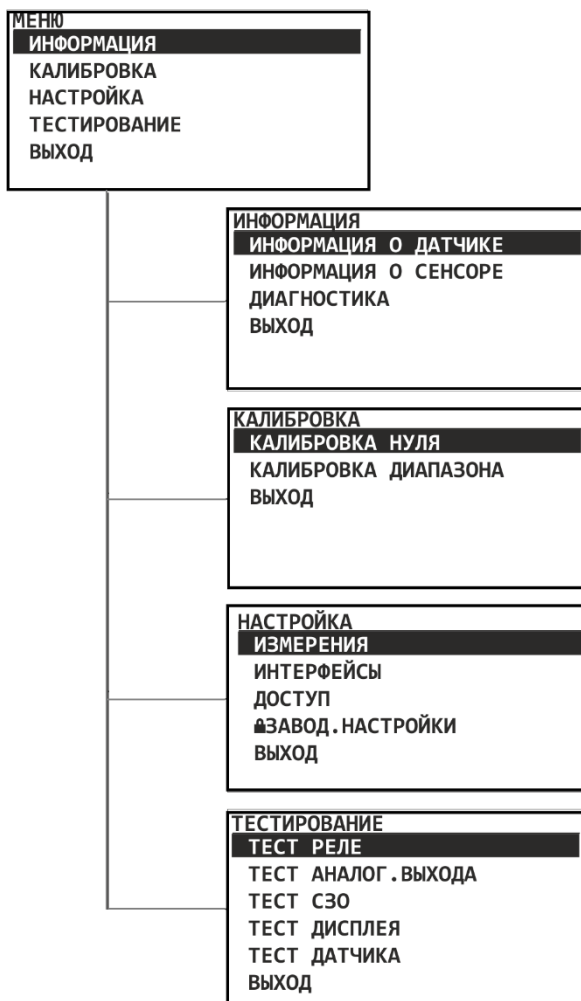 МЕНЮ
ИНФОРМАЦИЯ
КАЛИБРОВКА
НАСТРОЙКА
ТЕСТИРОВАНИЕ
ВЫХОД
ИНФОРМАЦИЯ
ИНФОРМАЦИЯ О ДАТЧИКЕ
ИНФОРМАЦИЯ О СЕНСОРЕ
ДИАГНОСТИКА
ВЫХОД
КАЛИБРОВКА
КАЛИБРОВКА НУЛЯ
КАЛИБРОВКА ДИАПАЗОНА
ВЫХОД
НАСТРОЙКА
ИЗМЕРЕНИЯ
ИНТЕРФЕЙСЫ
ДОСТУП
ЗАВОД.НАСТРОЙКИ
ВЫХОД
ТЕСТИРОВАНИЕ
ТЕСТ РЕЛЕ
ТЕСТ АНАЛОГ.ВЫХОДА
ТЕСТ СЗО
ТЕСТ ДИСПЛЕЯ
ТЕСТ ДАТЧИКА
ВЫХОД